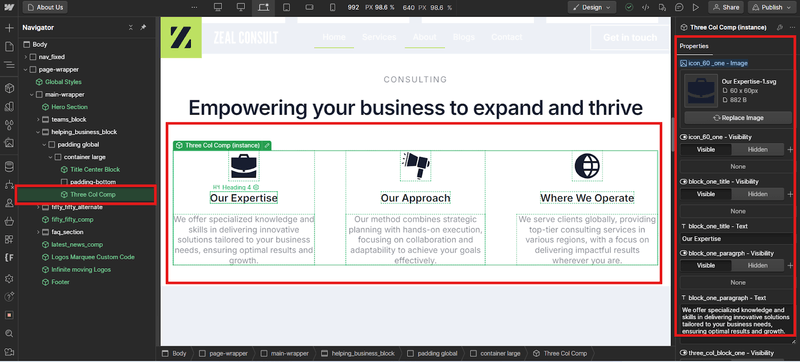 About Us
992 PX 98.6 %
640 PX 98.6 %
Design
Share
Publish
Navigator
Body
nav_fixed
page-wrapper
Global Styles
main-wrapper
Hero Section
teams_block
helping_business_block
padding global
container large
Title Center Block
padding-bottom
Three Col Comp
fifty_fifty_alternate
fifty_fifty_comp
faq_section
latest_news_comp
Logos Marquee Custom Code
Infinite moving Logos
Footer
ZEAL CONSULT
Home
Services
About
Blogs
Contact
Get in touch
CONSULTING
Empowering your business to expand and thrive
Three Col Comp (instance)
H4 Heading 4
Our Expertise
We offer specialized knowledge and
skills in delivering innovative
solutions tailored to your business
needs, ensuring optimal results and
growth.
Our Approach
Our method combines strategic
planning with hands-on execution,
focusing on collaboration and
adaptability to achieve your goals
effectively.
Where We Operate
We serve clients globally, providing
top-tier consulting services in
various regions, with a focus on
delivering impactful results
wherever you are.
Three Col Comp (instance)
Properties
icon_60_one - Image
Our Expertise-1.svg
60 x 60px
882 B
Replace Image
icon_60_one - Visibility
Visible
Hidden
None
block_one_title - Visibility
Visible
Hidden
None
block_one_title - Text
Our Expertise
block_one_paragrph - Visibility
Visible
Hidden
None
block_one_paragraph - Text
We offer specialized knowledge and
skills in delivering innovative solutions
tailored to your business needs,
ensuring optimal results and growth.
three_col_block_one - Visibility
Body
page-wrapper
main-wrapper
helping_business_block
padding global
container large
Three Col Comp